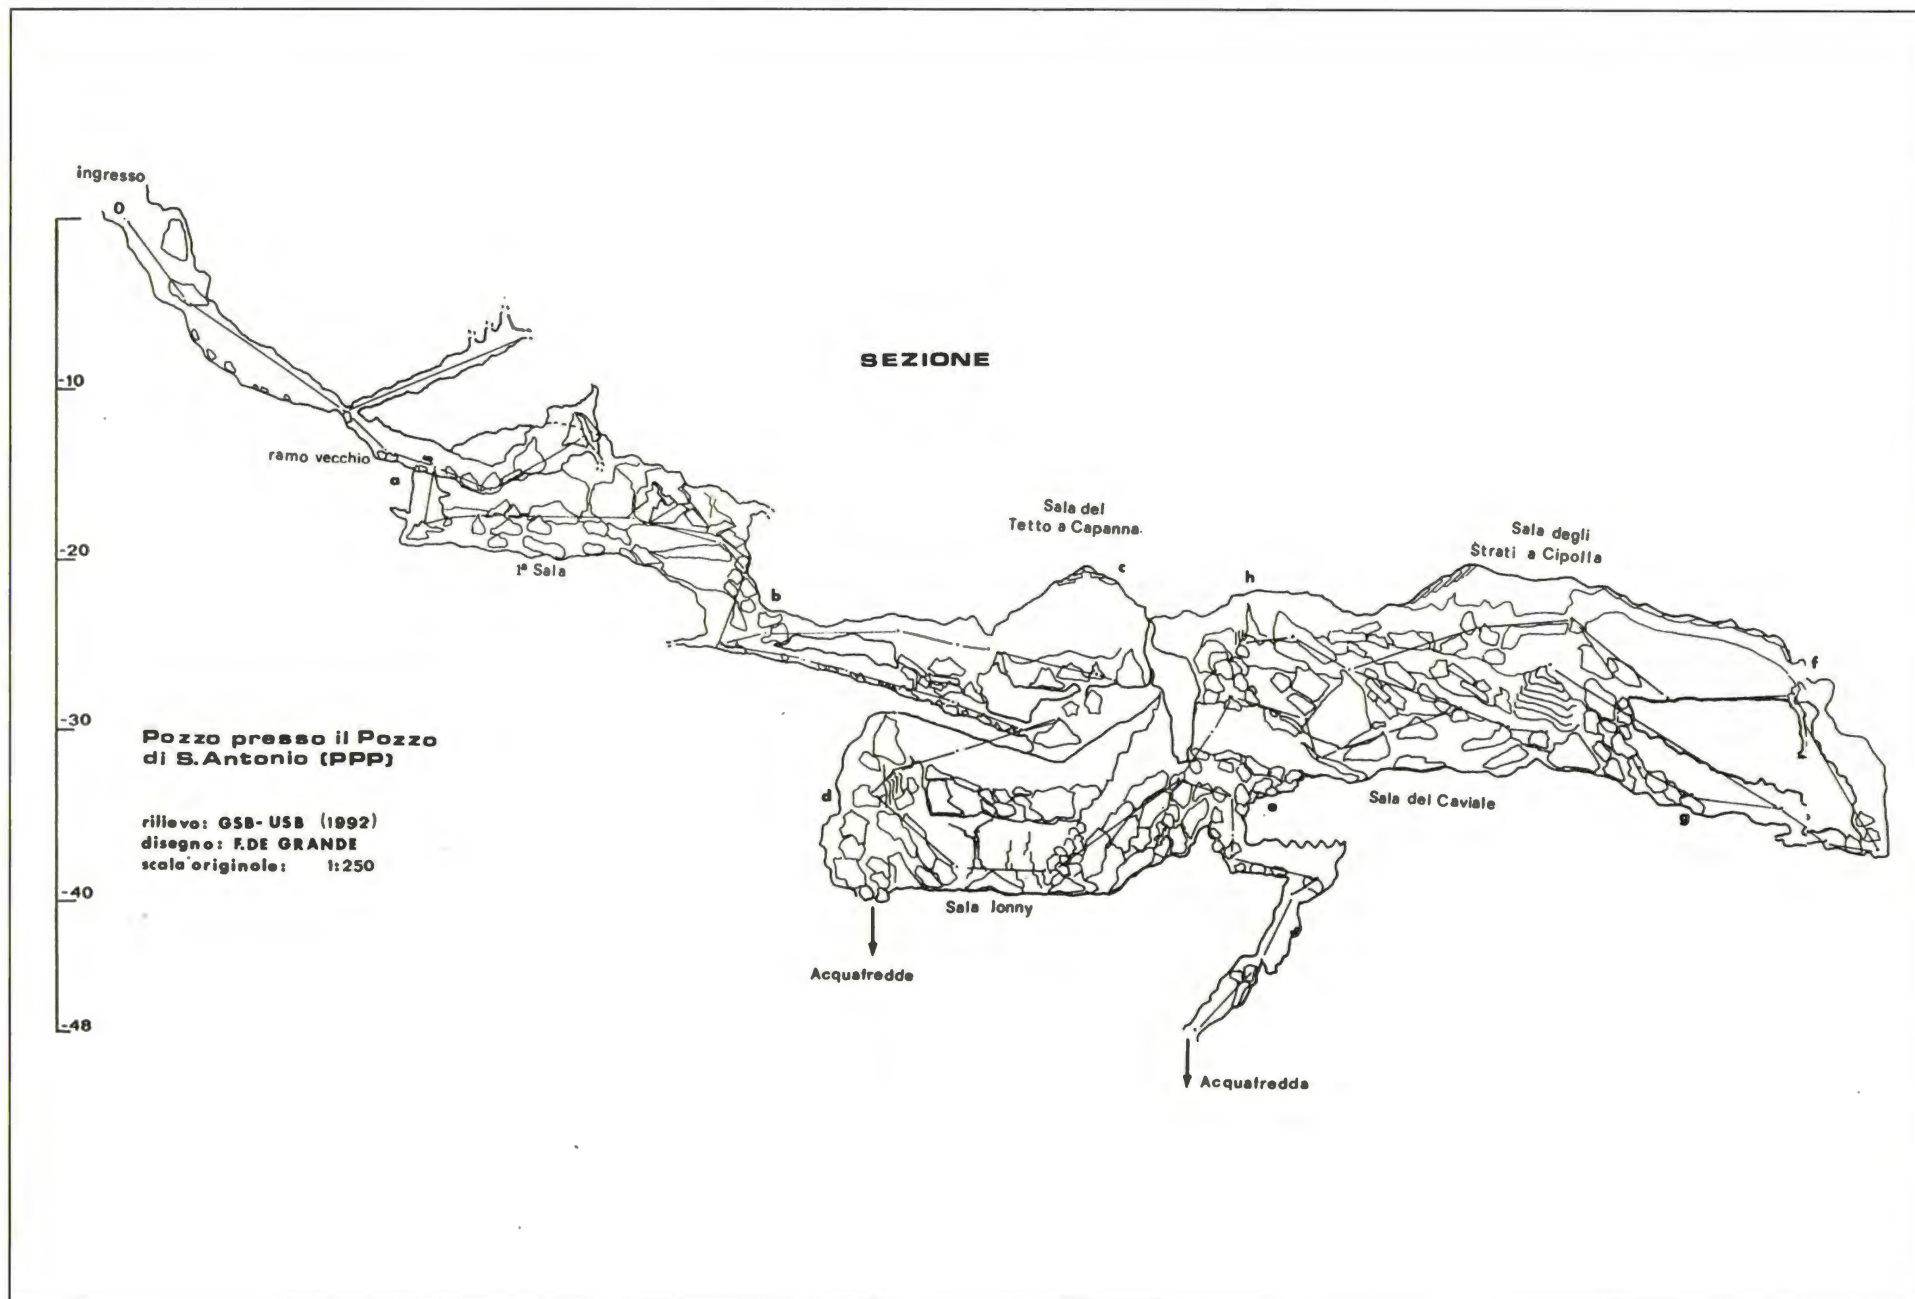 ingresso
0
-10
SEZIONE
ramo vecchio
a
-20
1ª Sala
b
Sala del
Tetto a Capanna
c
h
Sala degli
Strati a Cipolla
f
-30
Pozzo presso il Pozzo
di S.Antonio (PPP)
rilievo: GSB-USB (1992)
disegno: F.DE GRANDE
scala originale: 1:250
d
e
Sala del Caviale
g
-40
Sala Jonny
Acquafredde
-48
Acquafredda